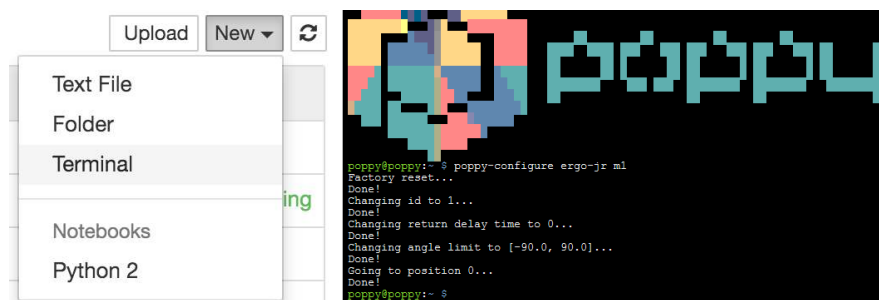 Upload New
Text File
Folder
Terminal
ing
Notebooks
Python 2
poppy
poppy@poppy:~ $ poppy-configure ergo-jr m1
Factory reset...
Done!
Changing id to 1...
Done!
Changing return delay time to 0...
Done!
Changing angle limit to [-90.0, 90.0]...
Done!
Going to position 0...
Done!
poppy@poppy:~ $